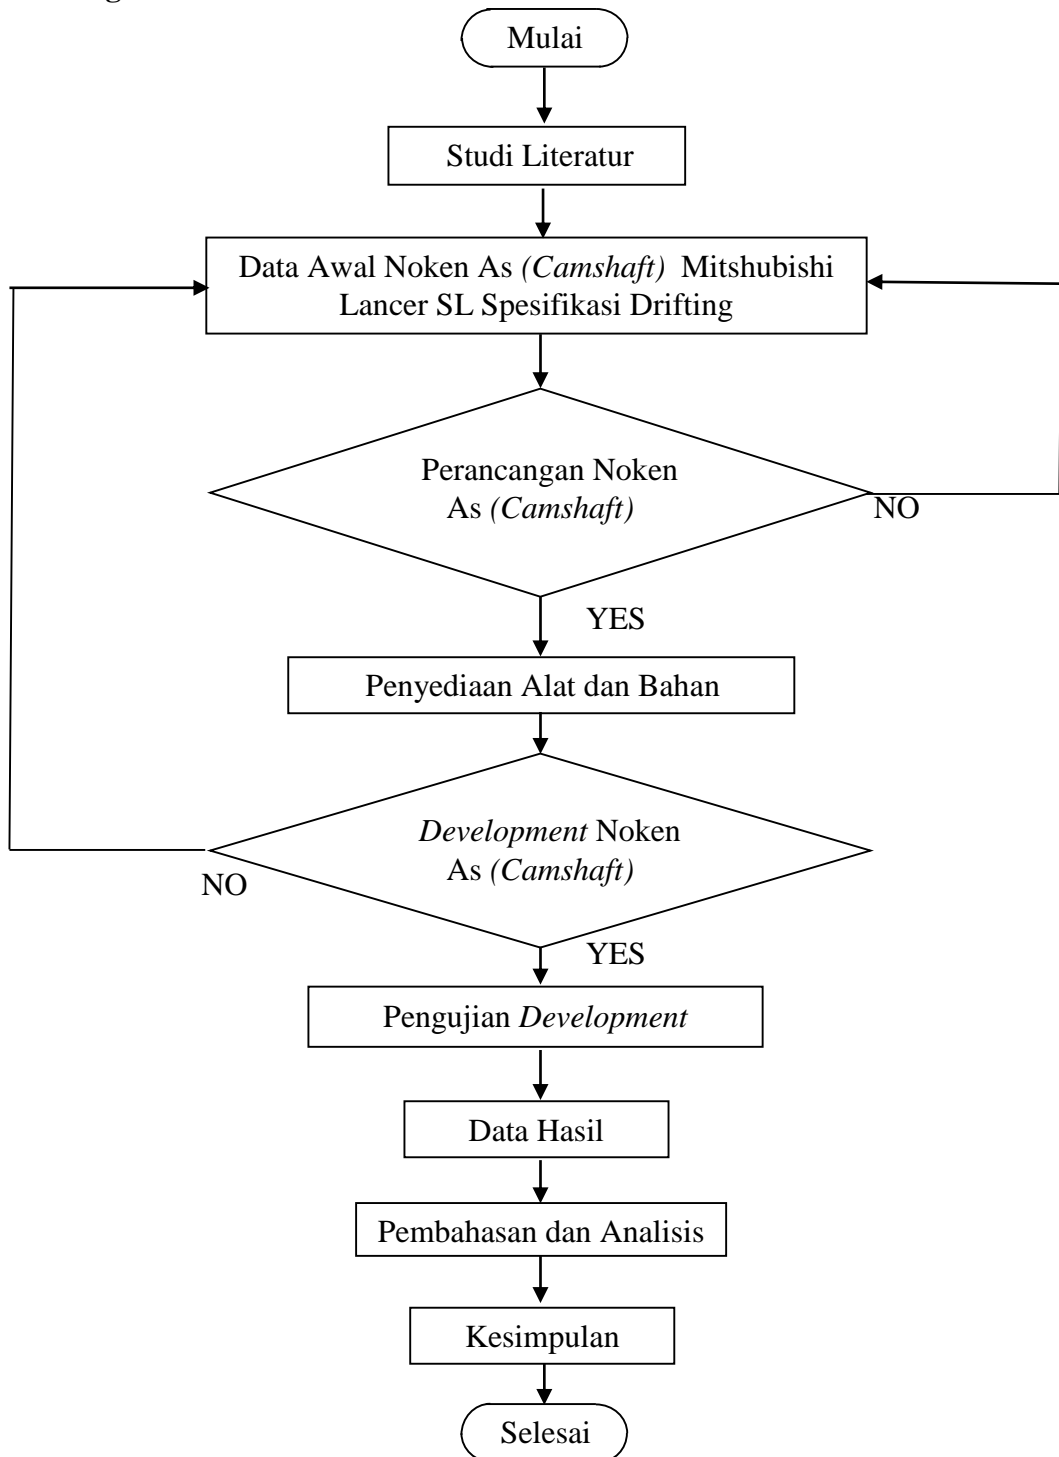 Mulai
Studi Literatur
Data Awal Noken As (Camshaft) Mitshubishi
Lancer SL Spesifikasi Drifting
Perancangan Noken
As (Camshaft)
NO
YES
Penyediaan Alat dan Bahan
Development Noken
As (Camshaft)
NO
YES
Pengujian Development
Data Hasil
Pembahasan dan Analisis
Kesimpulan
Selesai